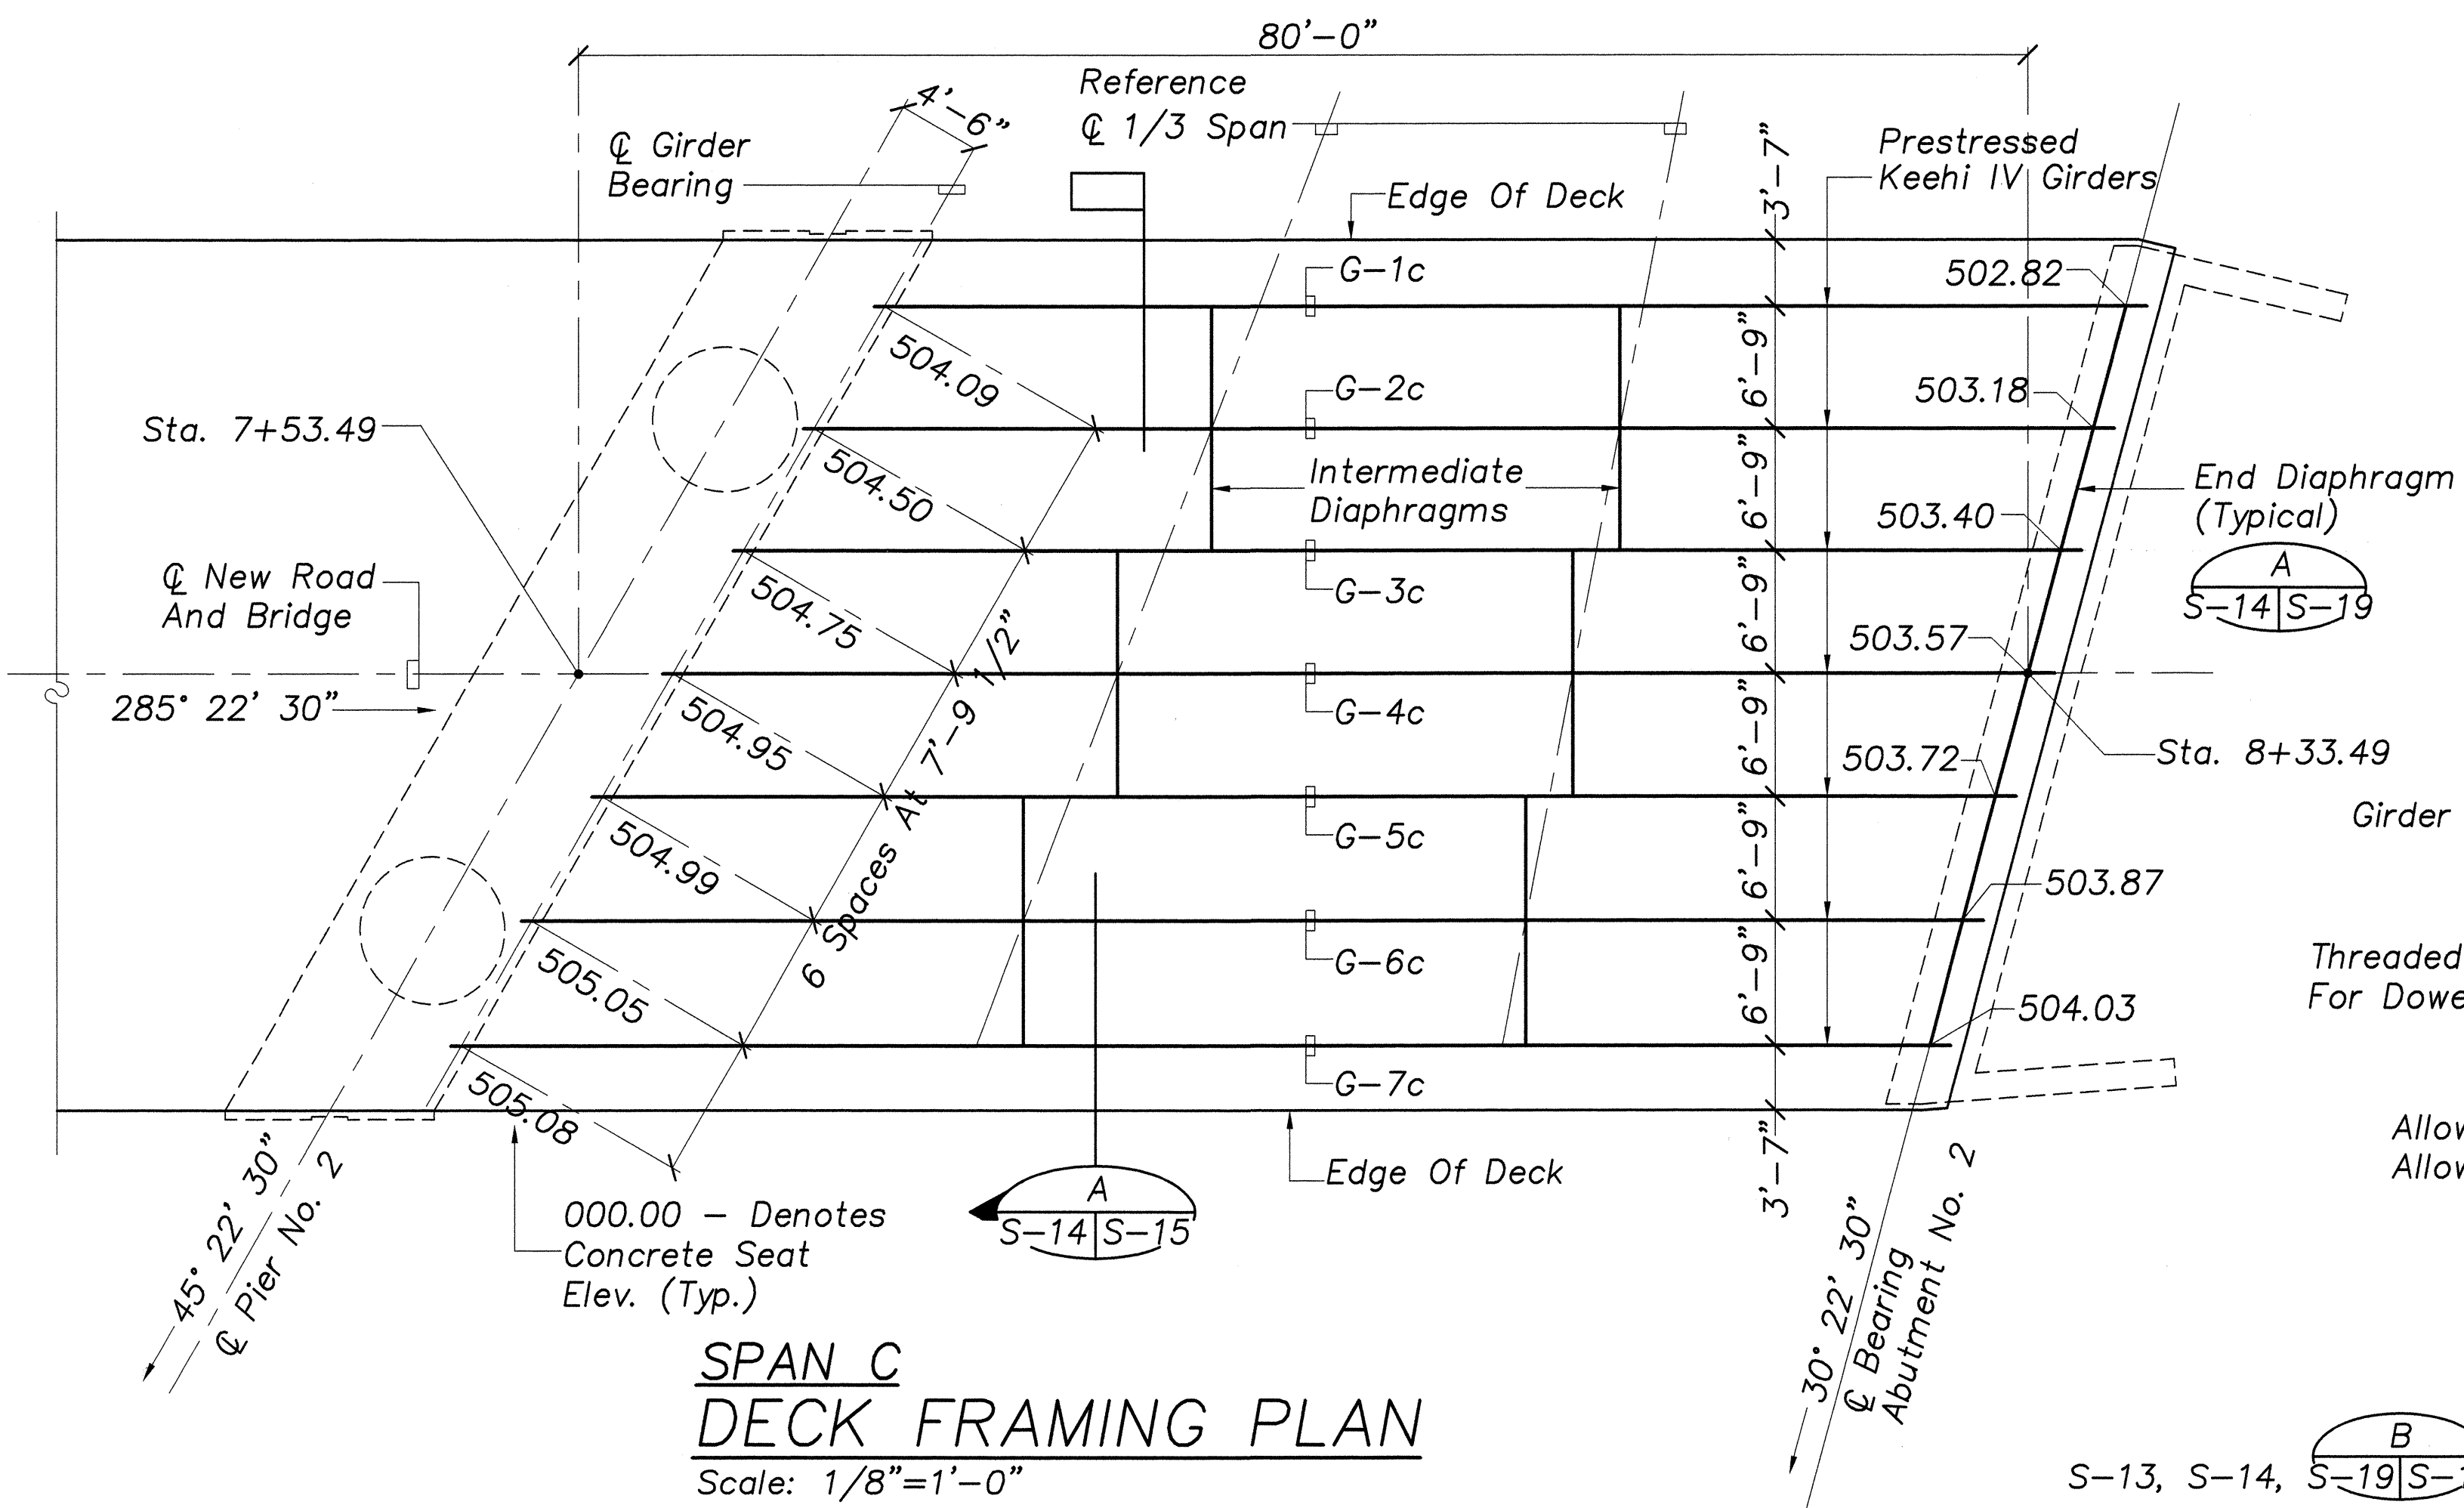 80'-0"
Reference
℄ 1/3 Span
4'-6"
℄ Girder
Bearing
3'-7"
Prestressed
Keehi IV Girders
Edge Of Deck
G-1c
502.82
504.09
6'-9"
G-2c
503.18
Sta. 7+53.49
504.50
6'-9"
Intermediate
Diaphragms
End Diaphragm
(Typical)
503.40
A
S-14 S-19
℄ New Road
And Bridge
504.75
G-3c
6'-9"
503.57
285° 22' 30"
504.95
6 Spaces At 7'-9 1/2"
G-4c
6'-9"
503.72
Sta. 8+33.49
Girder
504.99
G-5c
6'-9"
503.87
505.05
G-6c
6'-9"
Threaded
For Dowe
504.03
505.08
G-7c
3'-7"
Allow
Allow
Edge Of Deck
A
S-14 S-15
000.00 - Denotes
Concrete Seat
Elev. (Typ.)
45° 22' 30"
℄ Pier No. 2
30° 22' 30"
℄ Bearing
Abutment No. 2
SPAN C
DECK FRAMING PLAN
Scale: 1/8"=1'-0"
B
S-13, S-14, S-19 S-1